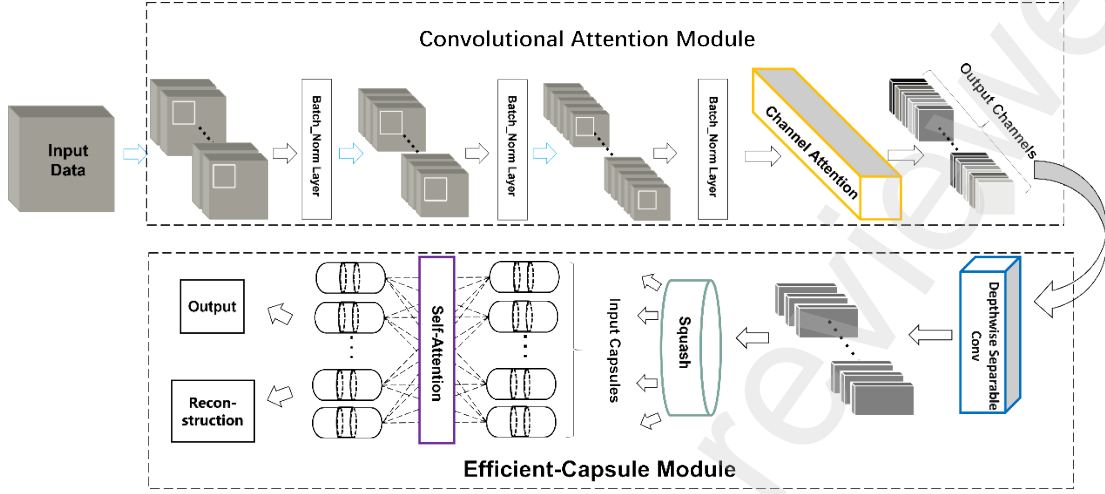 Convolutional Attention Module
Input
Data
Batch_Norm Layer
Batch_Norm Layer
Batch_Norm Layer
Channel Attention
Output Channels
Output
Recon-
struction
Self-Attention
Input Capsules
Squash
Depthwise Separable
Conv
Efficient-Capsule Module
reviewe
review